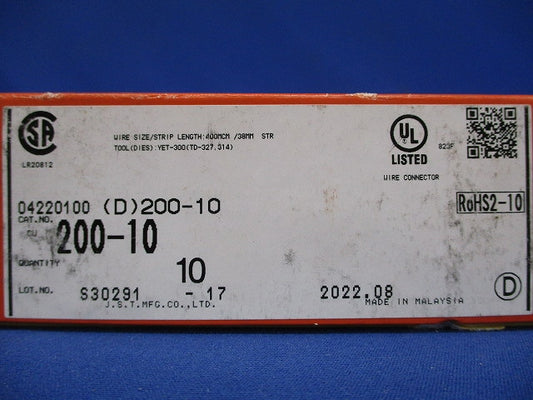 WIRE SIZE/STRIP LENGTH:400MCM /38MM STR
TOOL(DIES):YET-300(TD-327,314)
CSA
LR20812
UL
LISTED
823F
WIRE CONNECTOR
04220100 (D)200-10
RoHS2-10
CAT.NO.
CU 200-10
QUANTITY 10
LOT.NO. S30291 -17 2022.08
J.S.T.MFG.CO.,LTD. MADE IN MALAYSIA
D